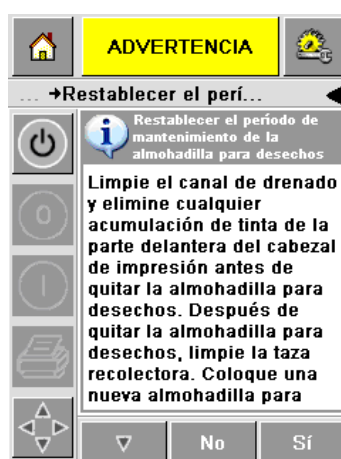 ADVERTENCIA
... →Restablecer el perí...
Restablecer el período de
mantenimiento de la
almohadilla para desechos
Limpie el canal de drenado
y elimine cualquier
acumulación de tinta de la
parte delantera del cabezal
de impresión antes de
quitar la almohadilla para
desechos. Después de
quitar la almohadilla para
desechos, limpie la taza
recolectora. Coloque una
nueva almohadilla para
No
Sí